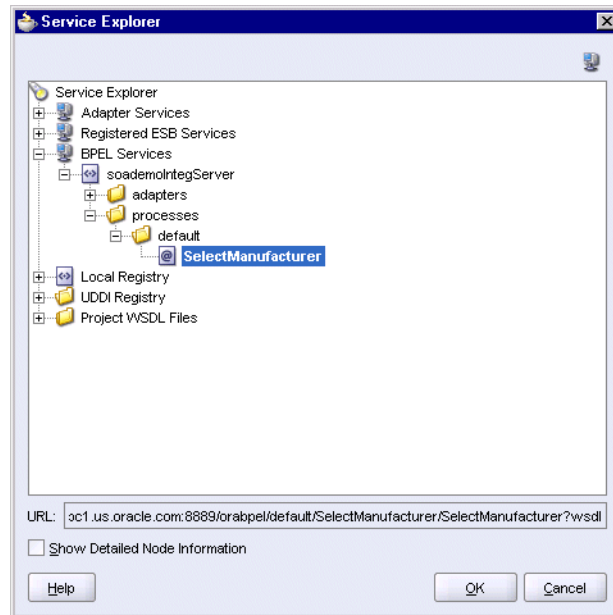 Service Explorer
Service Explorer
Adapter Services
Registered ESB Services
BPEL Services
soademoIntegServer
adapters
processes
default
SelectManufacturer
Local Registry
UDDI Registry
Project WSDL Files
URL: oc1.us.oracle.com:8889/orabpel/default/SelectManufacturer/SelectManufacturer?wsdl
Show Detailed Node Information
Help OK Cancel